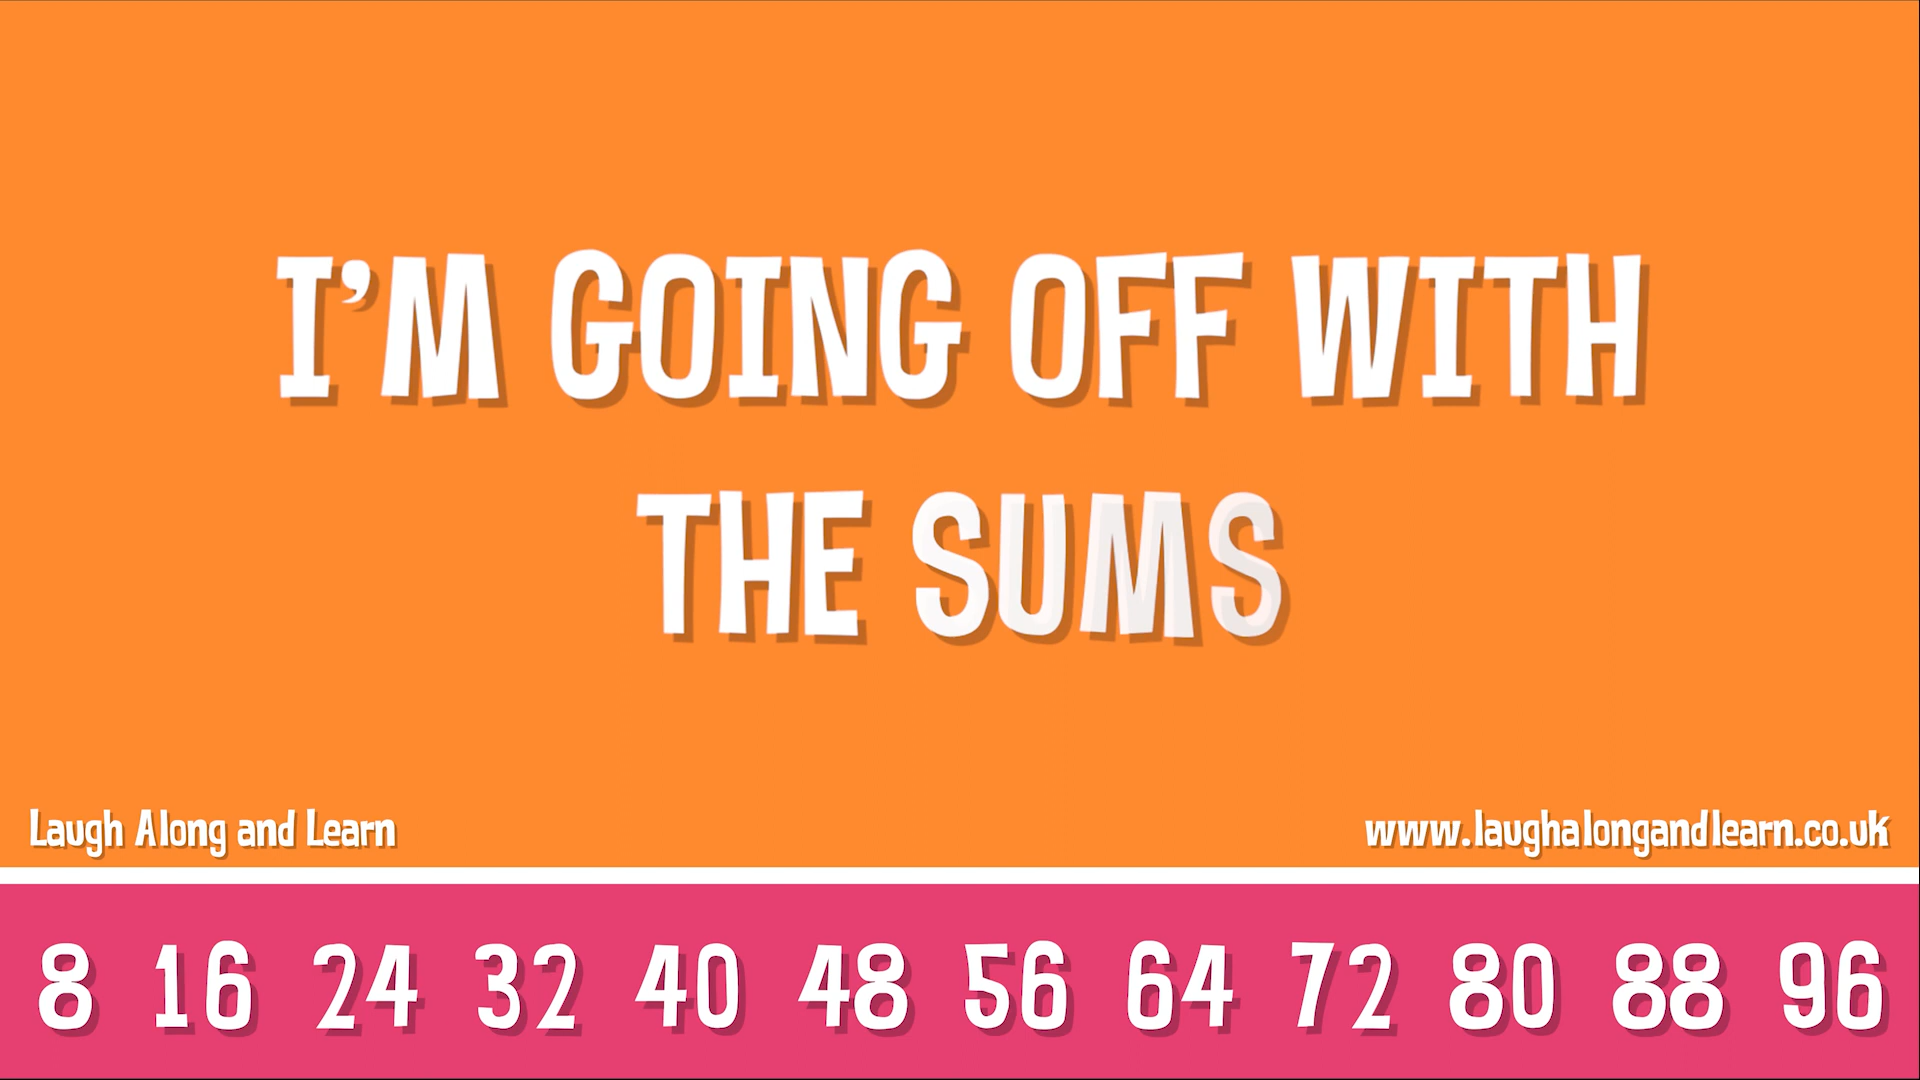 I'M GOING OFF WITH
THE SUMS
Laugh Along and Learn
www.laughalongandlearn.co.uk
8 16 24 32 40 48 56 64 72 80 88 96